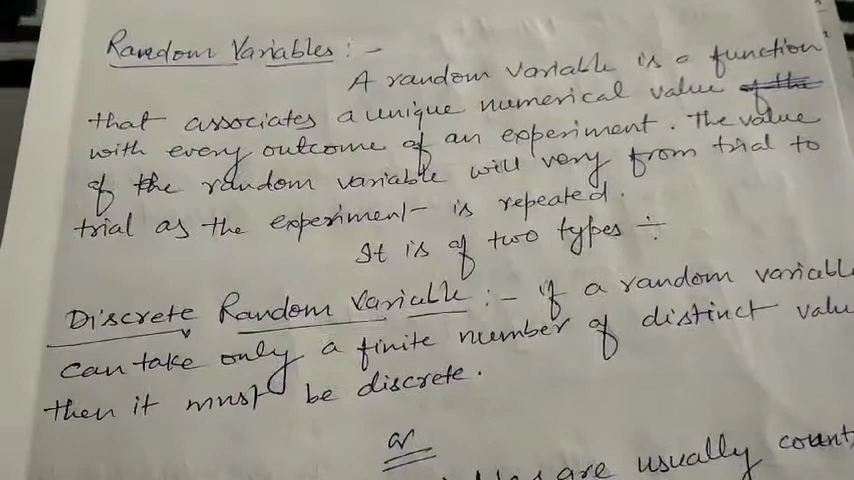 Random Variables :-
A random variable is a function
that associates a unique numerical value
with every outcome of an experiment. The value
of the random variable will very from trial to
trial as the experiment is repeated.
It is of two types ÷
Discrete Random Variable :- if a random variable
can take only a finite number of distinct valu
then it must be discrete.
or
are usually count